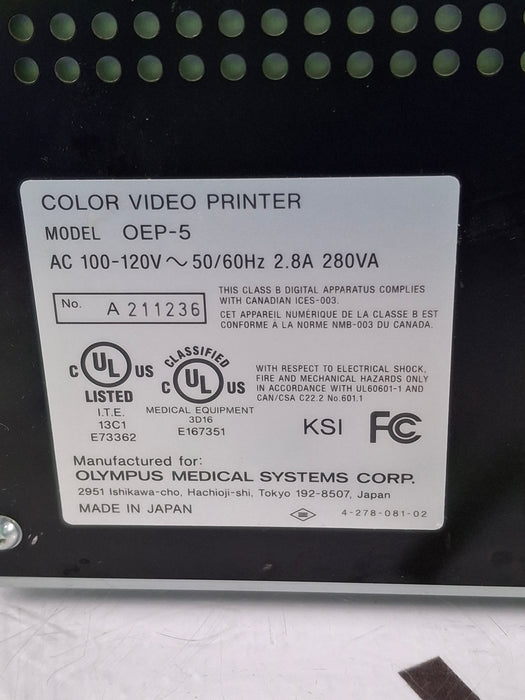 COLOR VIDEO PRINTER
MODEL OEP-5
AC 100-120V～50/60Hz 2.8A 280VA
No. A 211236
THIS CLASS B DIGITAL APPARATUS COMPLIES
WITH CANADIAN ICES-003.
CET APPAREIL NUMÉRIQUE DE LA CLASSE B EST
CONFORME À LA NORME NMB-003 DU CANADA.
C UL US
LISTED
I.T.E.
13C1
E73362
CLASSIFIED
C UL US
MEDICAL EQUIPMENT
3D16
E167351
WITH RESPECT TO ELECTRICAL SHOCK,
FIRE AND MECHANICAL HAZARDS ONLY
IN ACCORDANCE WITH UL60601-1 AND
CAN/CSA C22.2 No.601.1
KSI FC
Manufactured for:
OLYMPUS MEDICAL SYSTEMS CORP.
2951 Ishikawa-cho, Hachioji-shi, Tokyo 192-8507, Japan
MADE IN JAPAN
4-278-081-02